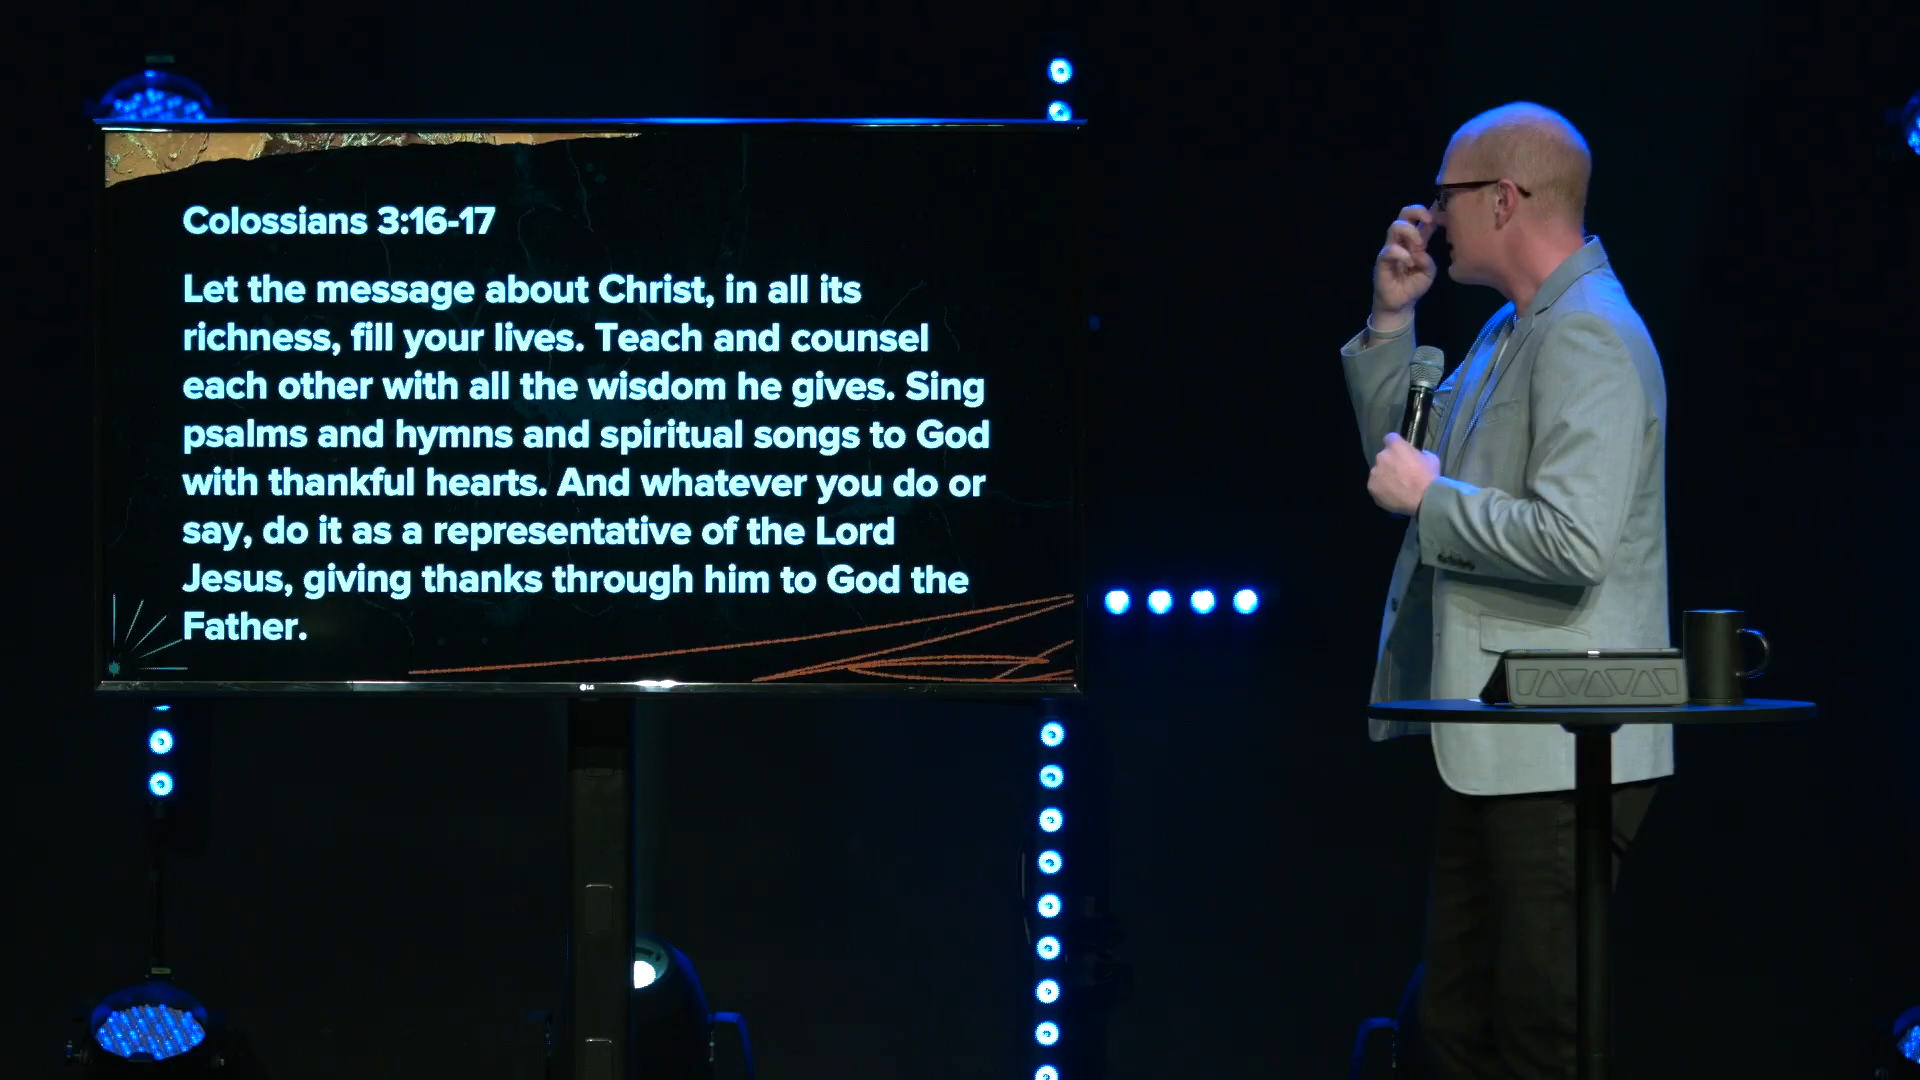 Colossians 3:16-17
Let the message about Christ, in all its
richness, fill your lives. Teach and counsel
each other with all the wisdom he gives. Sing
psalms and hymns and spiritual songs to God
with thankful hearts. And whatever you do or
say, do it as a representative of the Lord
Jesus, giving thanks through him to God the
Father.
LG